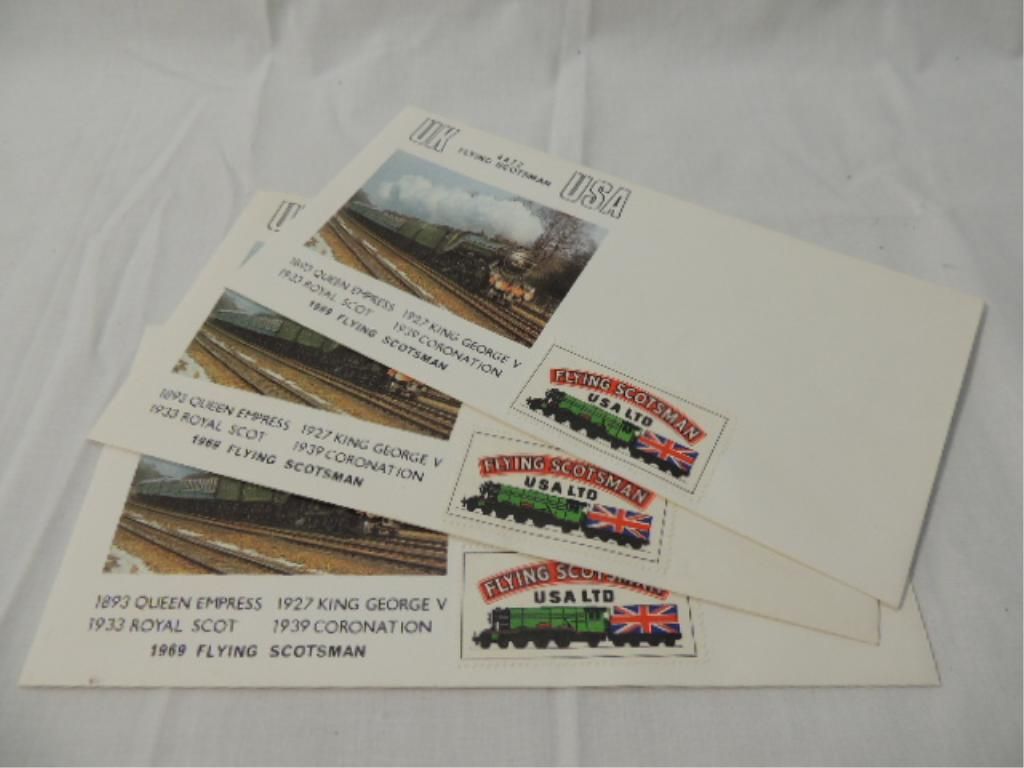 UK 4472 USA
FLYING SCOTSMAN
1893 QUEEN EMPRESS 1927 KING GEORGE V
1933 ROYAL SCOT 1939 CORONATION
1969 FLYING SCOTSMAN
FLYING SCOTSMAN
USA LTD
U
1893 QUEEN EMPRESS 1927 KING GEORGE V
1933 ROYAL SCOT 1939 CORONATION
1969 FLYING SCOTSMAN
FLYING SCOTSMAN
USA LTD
1893 QUEEN EMPRESS 1927 KING GEORGE V
1933 ROYAL SCOT 1939 CORONATION
1969 FLYING SCOTSMAN
FLYING SCOTSMAN
USA LTD